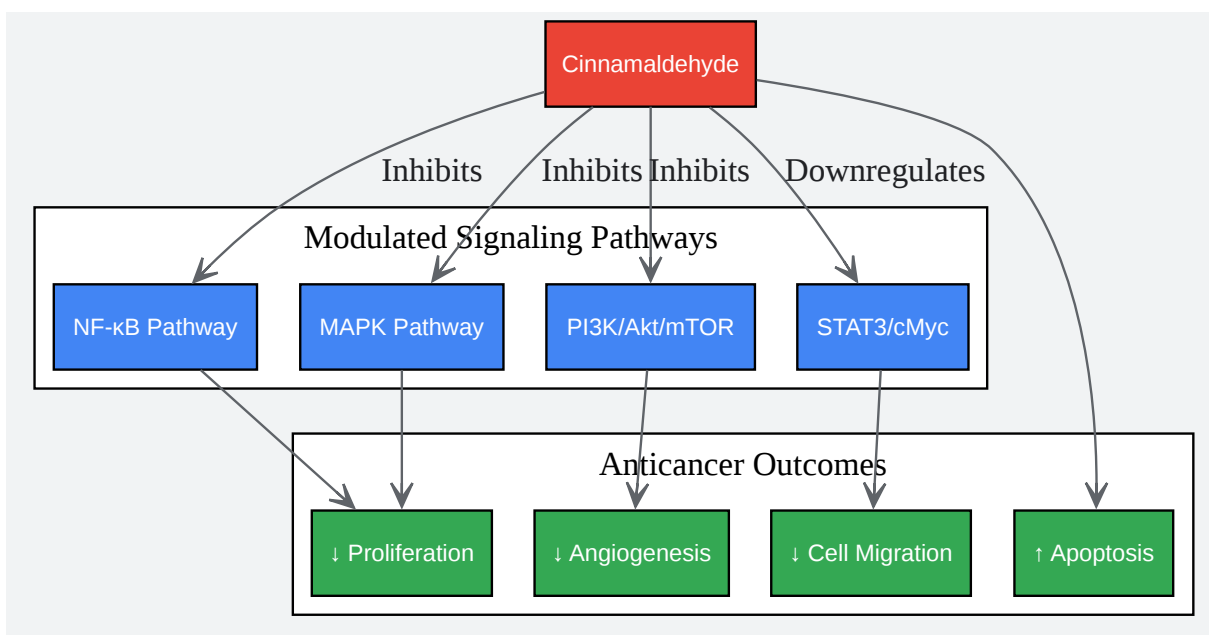 Cinnamaldehyde
Inhibits
Inhibits
Inhibits
Downregulates
Modulated Signaling Pathways
NF-κB Pathway
MAPK Pathway
PI3K/Akt/mTOR
STAT3/cMyc
Anticancer Outcomes
↓ Proliferation
↓ Angiogenesis
↓ Cell Migration
↑ Apoptosis